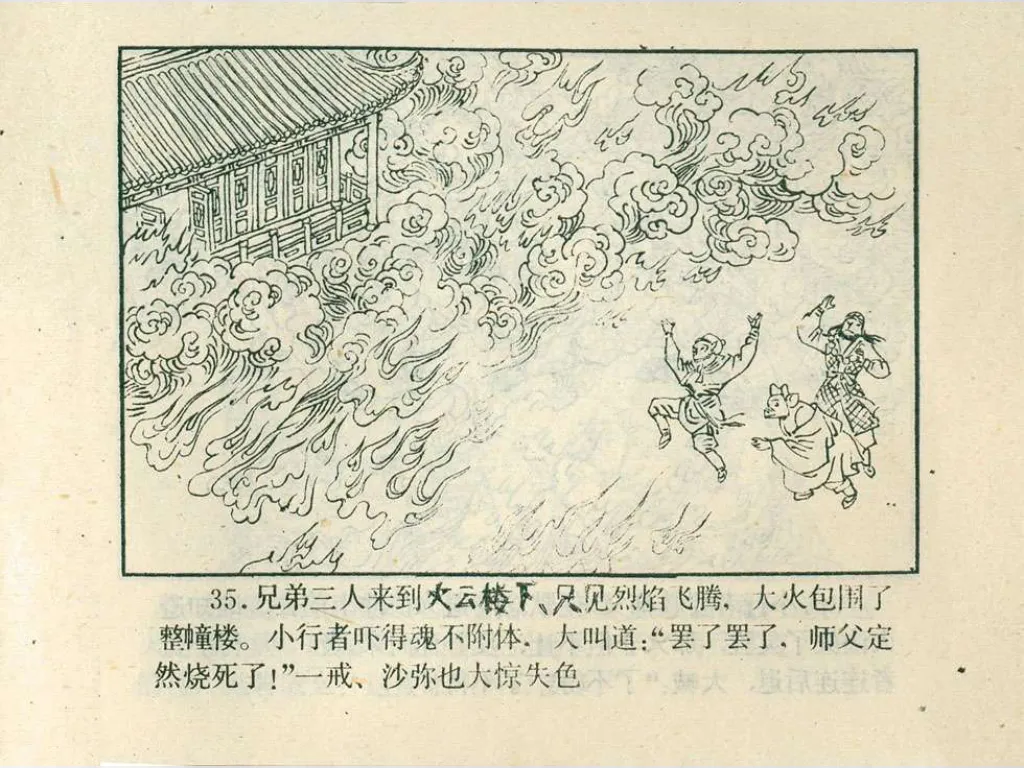 35.兄弟三人来到火云楼下、只见烈焰飞腾，大火包围了
整幢楼。小行者吓得魂不附体，大叫道:“罢了罢了，师父定
然烧死了!”一戒、沙弥也大惊失色